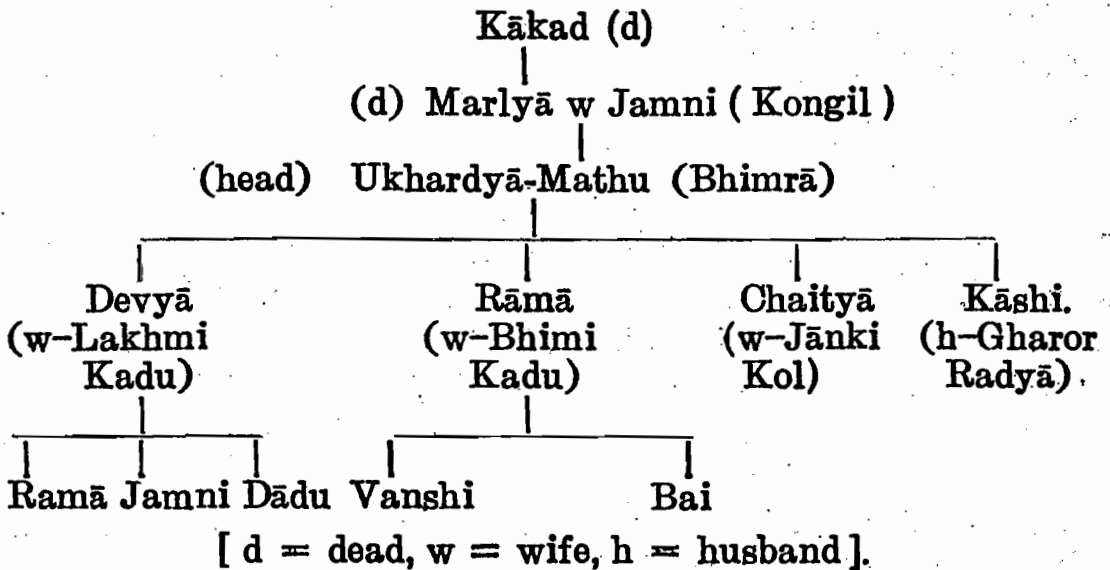 Kākad (d)
(d) Marlyā w Jamni ( Kongil )
(head) Ukhardyā-Mathu (Bhimrā)
Devyā Rāmā Chaityā Kāshi.
(w-Lakhmi (w-Bhimi (w-Jānki (h-Gharor
Kadu) Kadu) Kol) Radyā).
Ramā Jamni Dādu Vanshi Bai
[ d = dead, w = wife, h = husband ].